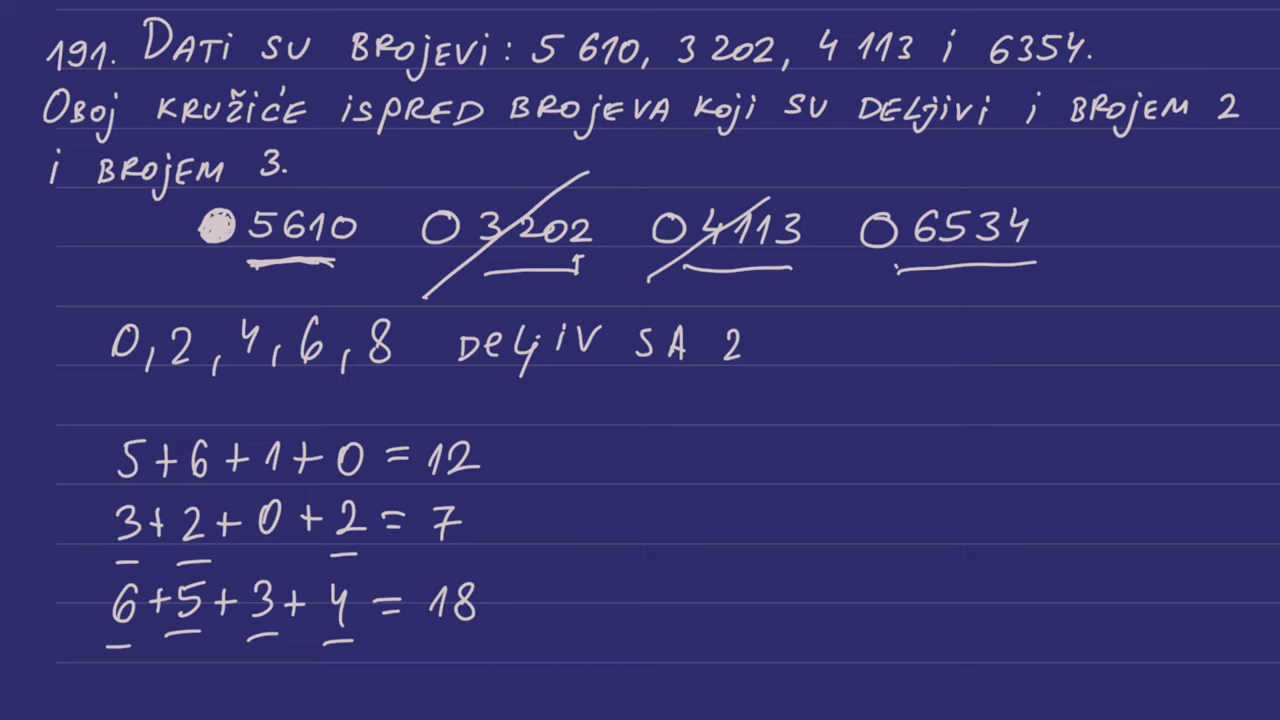 191. DATi SU BROjEVi: 5 610, 3 202, 4 113 i 6354.
OBOj KRUŽIĆE iSPRED BROjEVA Koji SU DELjiVi i BROjEM 2
i BROjEM 3.
5610 3202 4113 6534
0, 2, 4, 6, 8 DELjiV SA 2
5+6+1+0=12
3+2+0+2=7
6+5+3+4=18